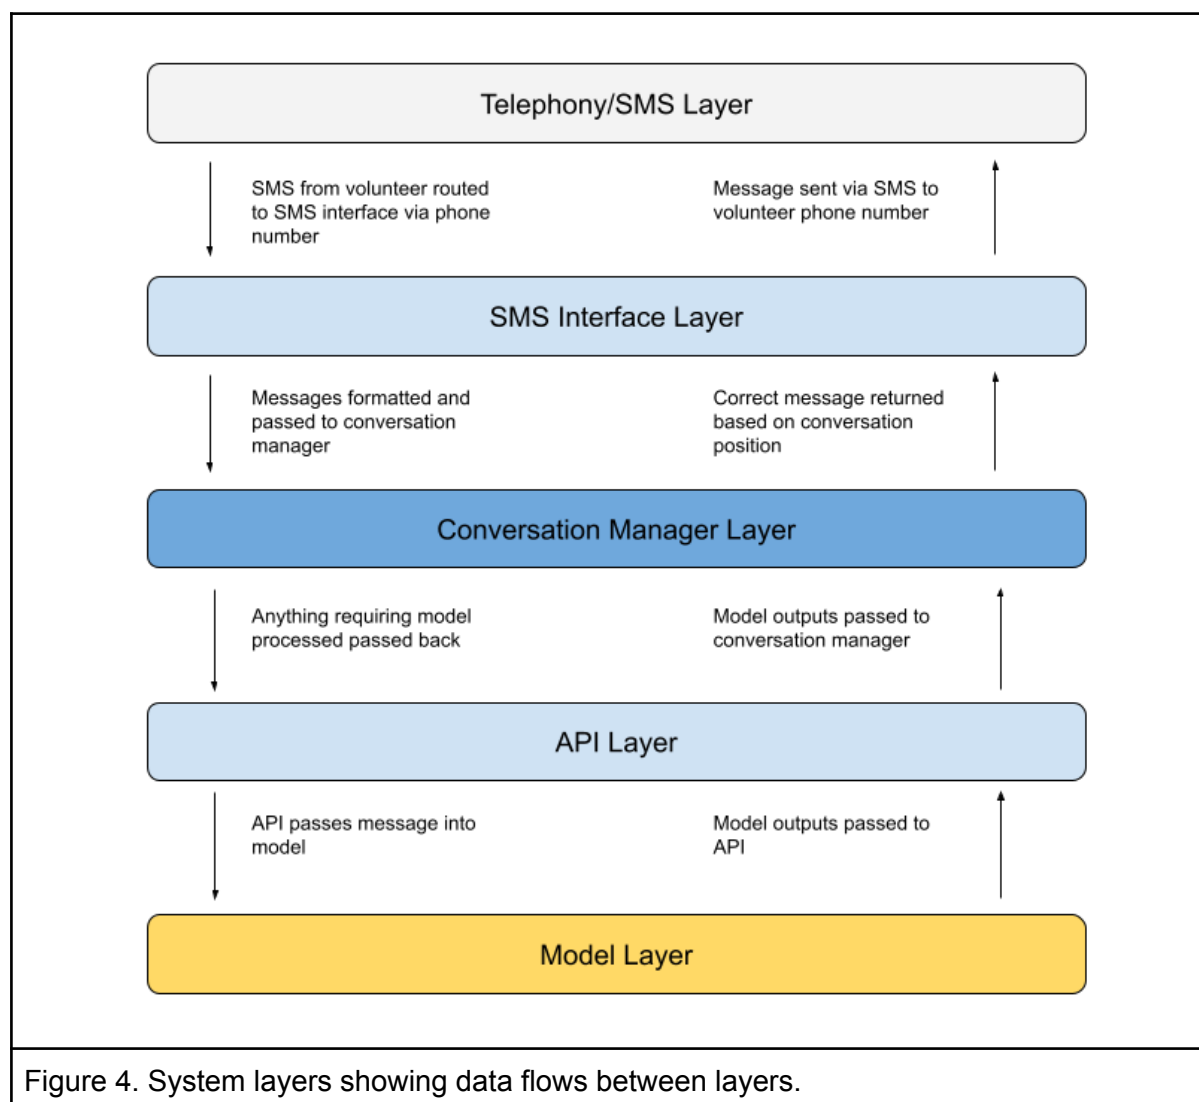 Telephony/SMS Layer
SMS from volunteer routed
to SMS interface via phone
number
Message sent via SMS to
volunteer phone number
SMS Interface Layer
Messages formatted and
passed to conversation
manager
Correct message returned
based on conversation
position
Conversation Manager Layer
Anything requiring model
processed passed back
Model outputs passed to
conversation manager
API Layer
API passes message into
model
Model outputs passed to
API
Model Layer
Figure 4. System layers showing data flows between layers.